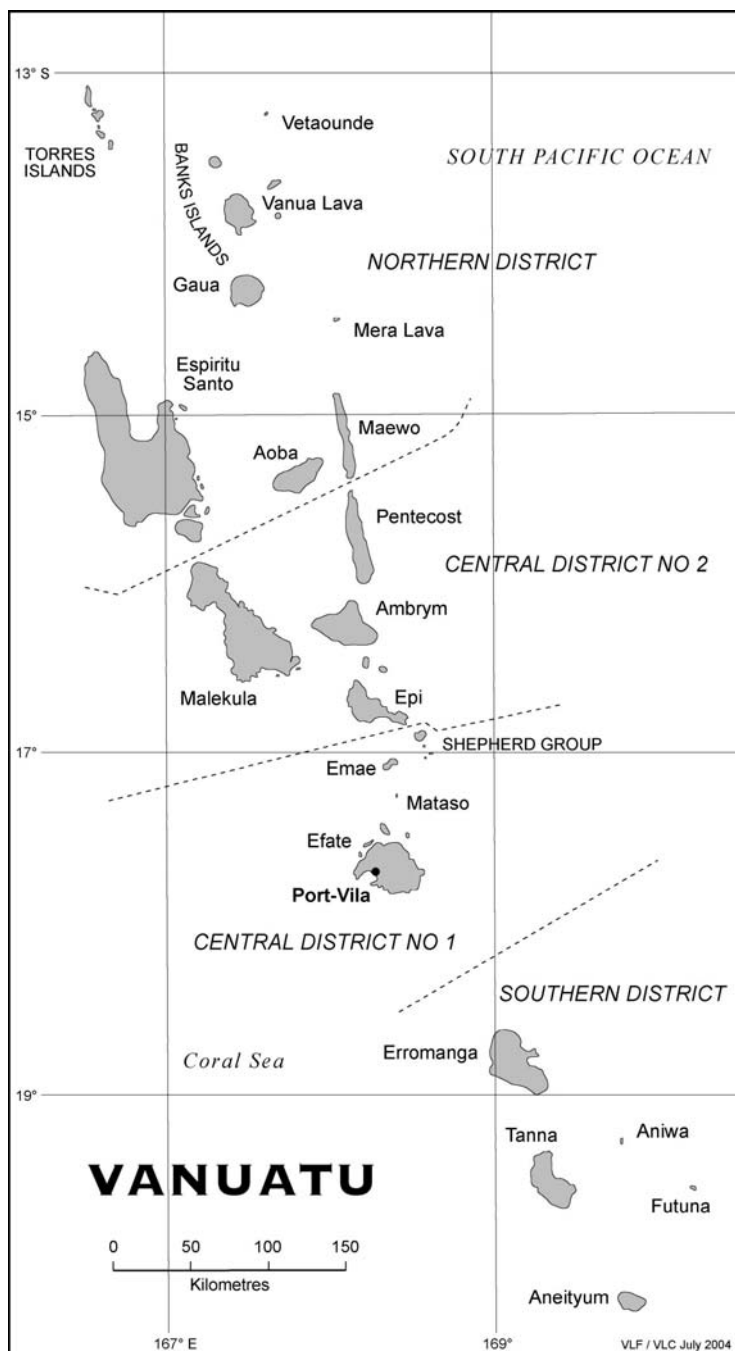 13° S
Vetaounde
TORRES
ISLANDS
BANKS ISLANDS
SOUTH PACIFIC OCEAN
Vanua Lava
NORTHERN DISTRICT
Gaua
Mera Lava
Espiritu
Santo
15°
Maewo
Aoba
Pentecost
CENTRAL DISTRICT NO 2
Ambrym
Malekula
Epi
SHEPHERD GROUP
17°
Emae
Mataso
Efate
Port-Vila
CENTRAL DISTRICT NO 1
SOUTHERN DISTRICT
Erromanga
Coral Sea
19°
Tanna
Aniwa
VANUATU
Futuna
0 50 100 150
Kilometres
Aneityum
167° E
169°
VLF / VLC July 2004